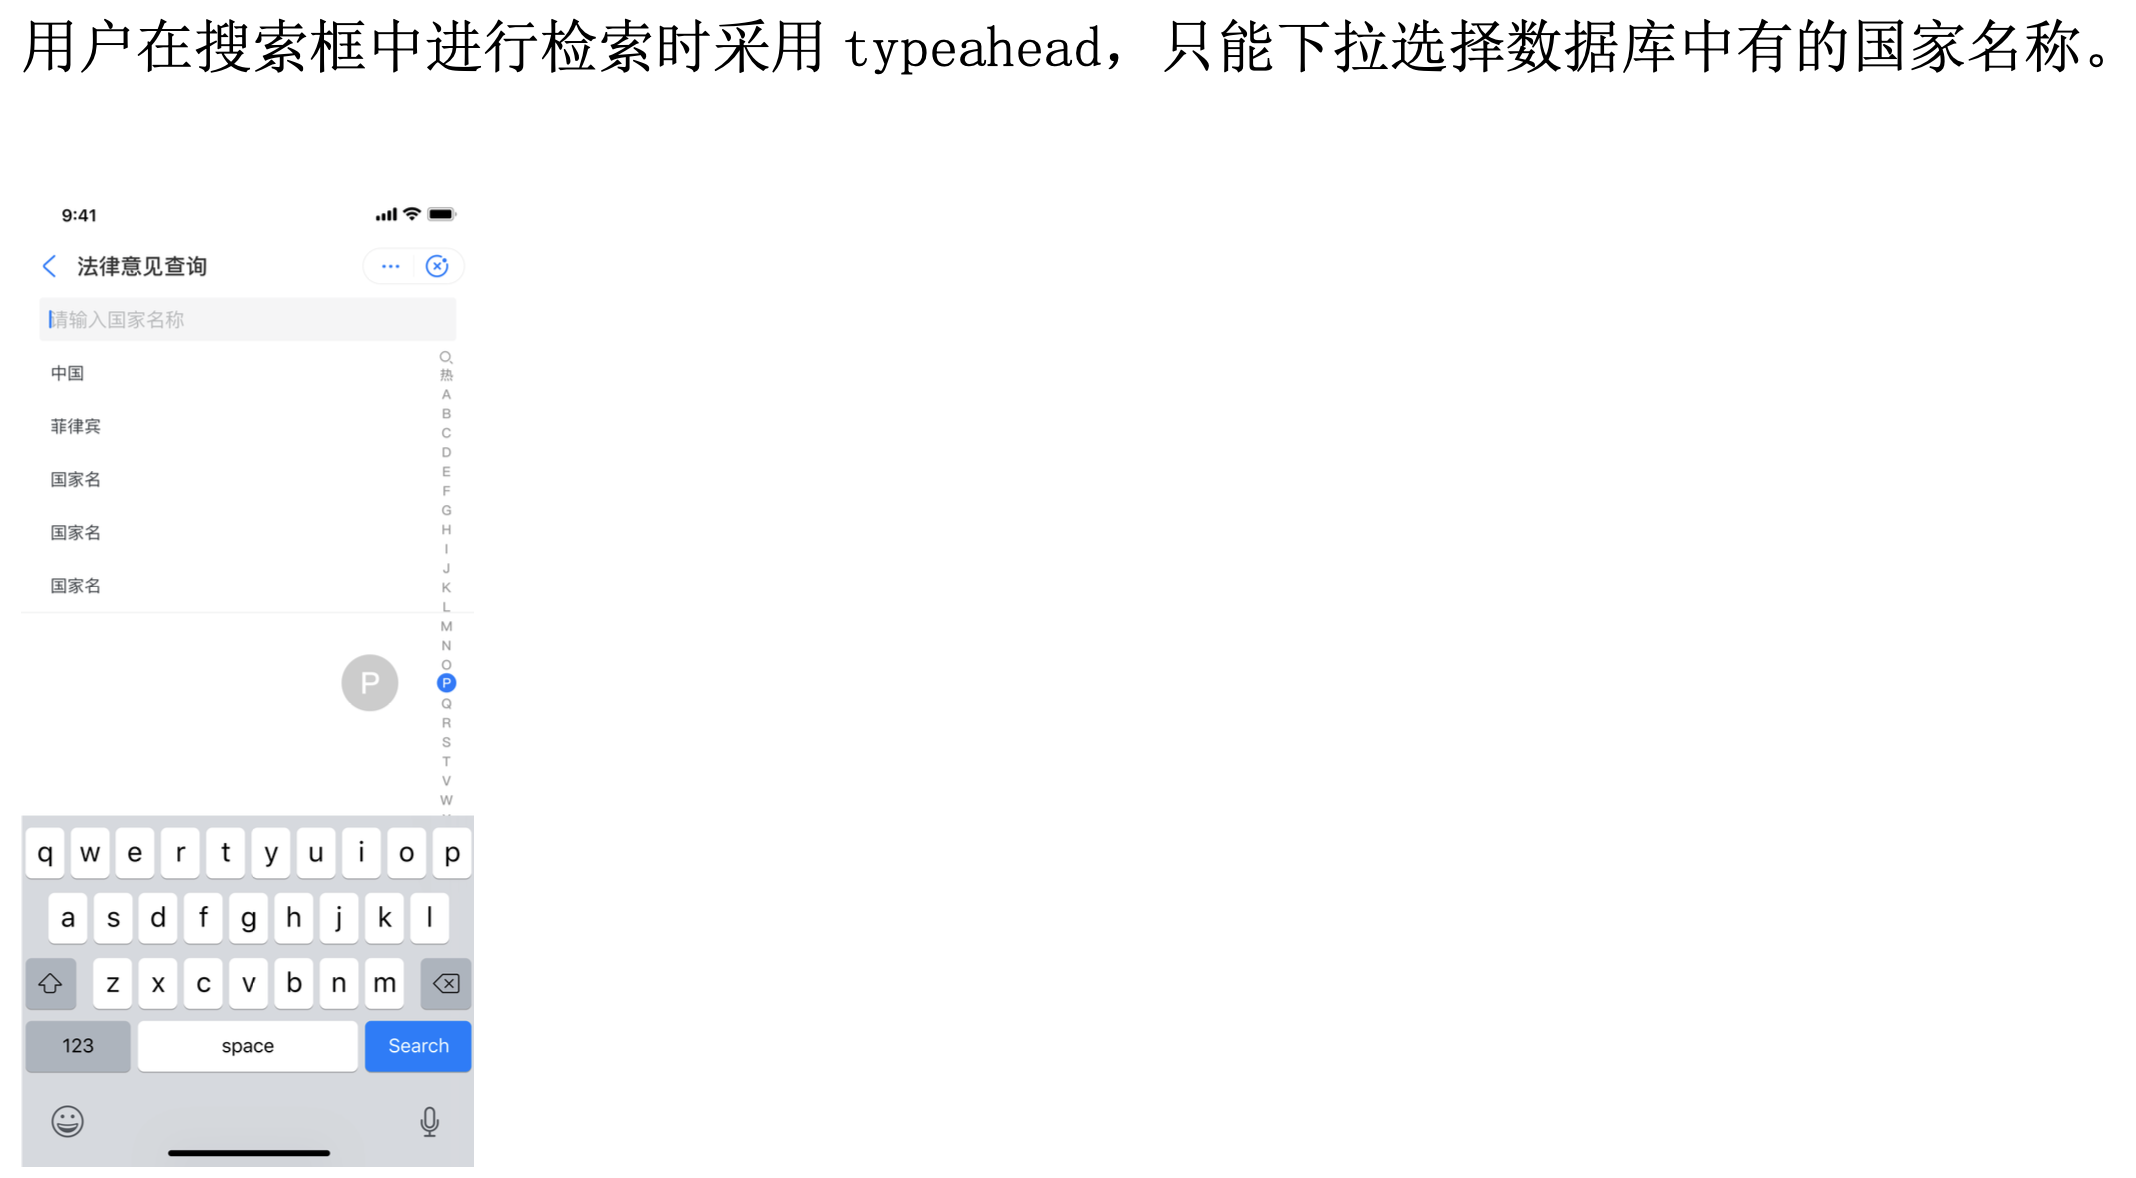 用户在搜索框中进行检索时采用 typeahead，只能下拉选择数据库中有的国家名称。
9:41
法律意见查询
请输入国家名称
中国
菲律宾
国家名
国家名
国家名
热
A
B
C
D
E
F
G
H
I
J
K
L
M
N
O
P
P
Q
R
S
T
V
W
q w e r t y u i o p
a s d f g h j k l
z x c v b n m
123 space Search